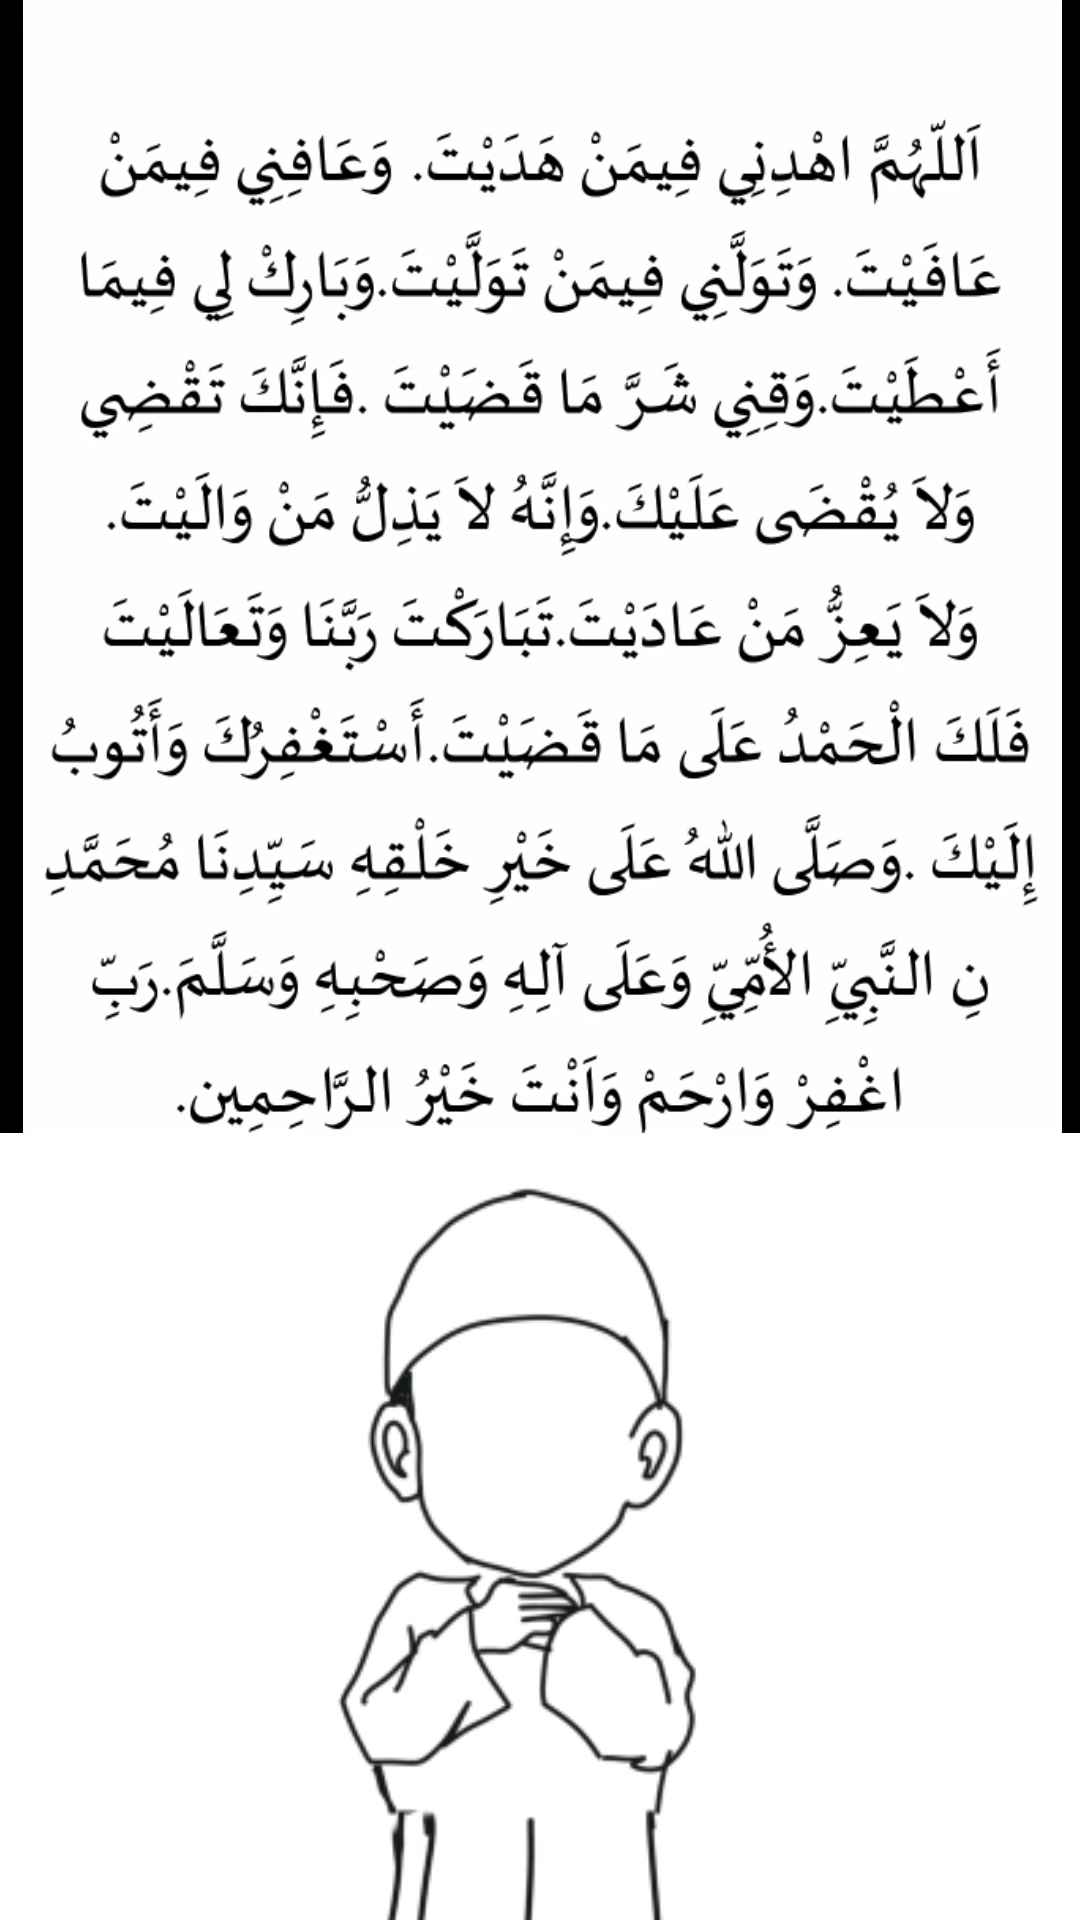 اَللّٰهُمَّ اهْدِنِي فِيمَنْ هَدَيْتَ. وَعَافِنِي فِيمَنْ
عَافَيْتَ. وَتَوَلَّنِي فِيمَنْ تَوَلَّيْتَ.وَبَارِكْ لِي فِيمَا
أَعْطَيْتَ.وَقِنِي شَرَّ مَا قَضَيْتَ .فَإِنَّكَ تَقْضِي
وَلاَ يُقْضَى عَلَيْكَ.وَإِنَّهُ لاَ يَذِلُّ مَنْ وَالَيْتَ.
وَلاَ يَعِزُّ مَنْ عَادَيْتَ.تَبَارَكْتَ رَبَّنَا وَتَعَالَيْتَ
فَلَكَ الْحَمْدُ عَلَى مَا قَضَيْتَ.أَسْتَغْفِرُكَ وَأَتُوبُ
إِلَيْكَ .وَصَلَّى اللهُ عَلَى خَيْرِ خَلْقِهِ سَيِّدِنَا مُحَمَّدِ
نِ النَّبِيِّ الأُمِّيِّ وَعَلَى آلِهِ وَصَحْبِهِ وَسَلَّمَ.رَبِّ
اغْفِرْ وَارْحَمْ وَاَنْتَ خَيْرُ الرَّاحِمِين.